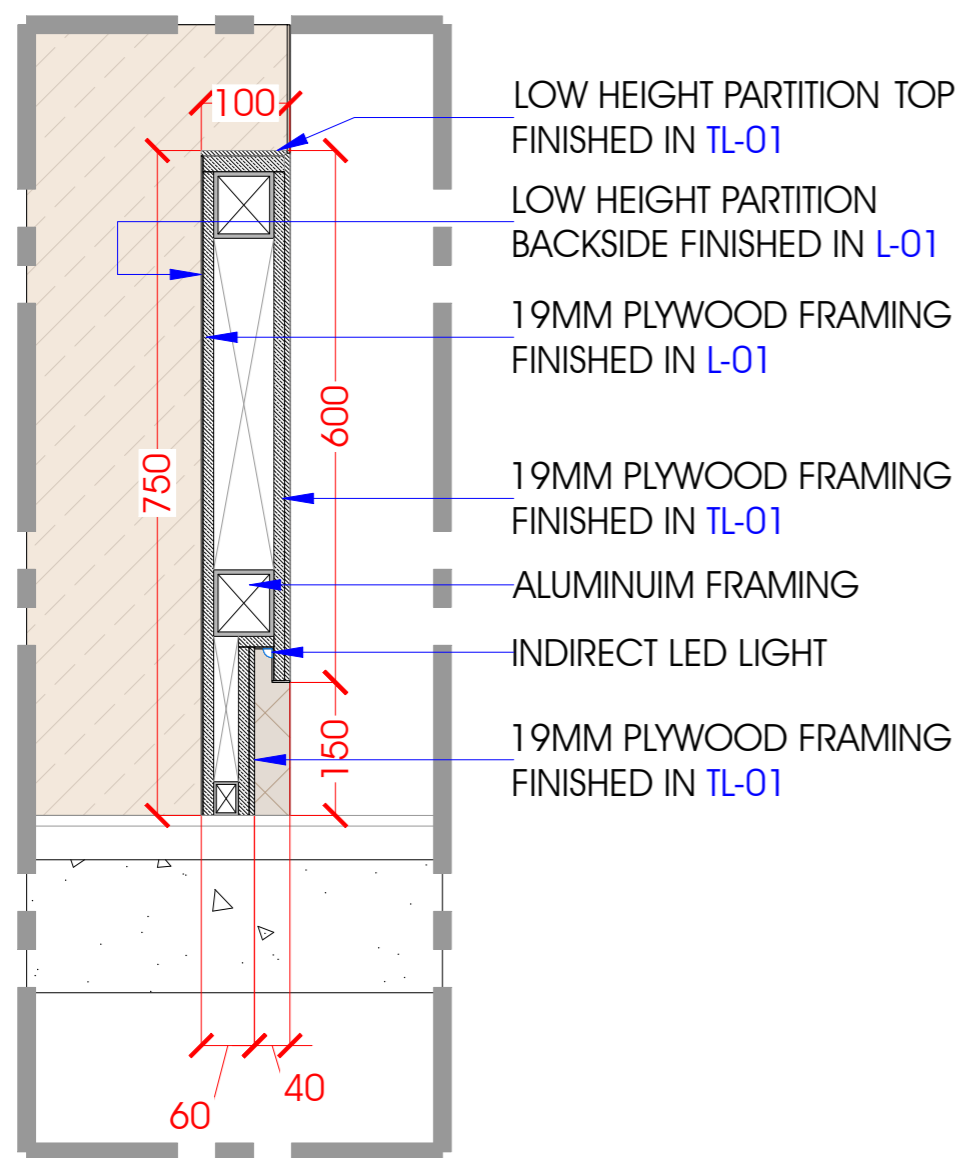 100
LOW HEIGHT PARTITION TOP
FINISHED IN TL-01
LOW HEIGHT PARTITION
BACKSIDE FINISHED IN L-01
19MM PLYWOOD FRAMING
FINISHED IN L-01
600
750
19MM PLYWOOD FRAMING
FINISHED IN TL-01
ALUMINUIM FRAMING
INDIRECT LED LIGHT
150
19MM PLYWOOD FRAMING
FINISHED IN TL-01
60
40